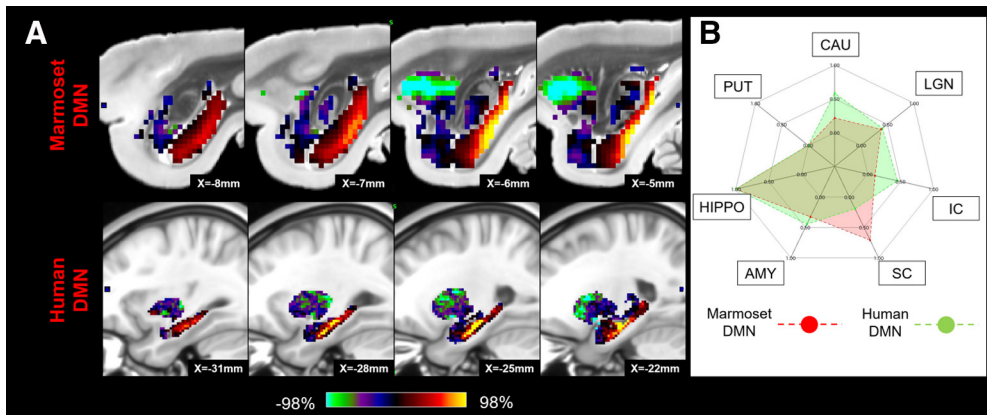 A
B
Marmoset
DMN
X=-8mm
X=-7mm
X=-6mm
X=-5mm
Human
DMN
X=-31mm
X=-28mm
X=-25mm
X=-22mm
-98%
98%
CAU
LGN
IC
SC
AMY
HIPPO
PUT
Marmoset
DMN
Human
DMN